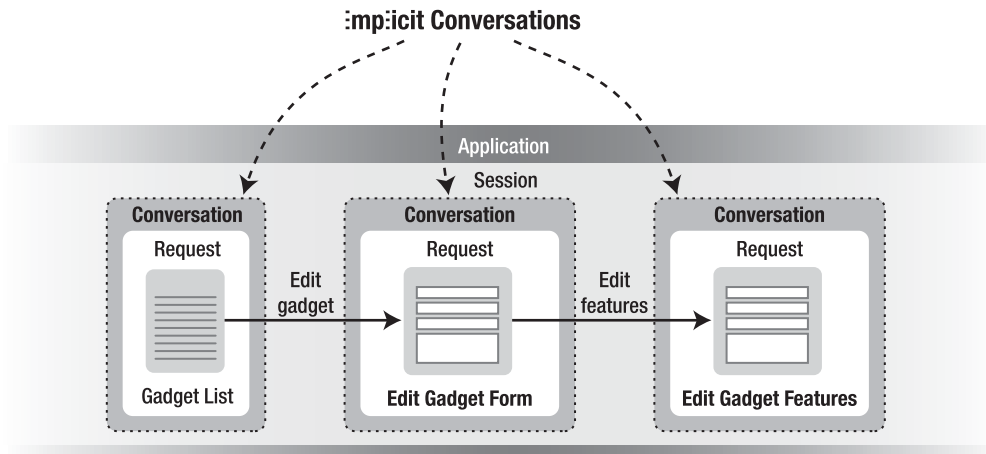 Implicit Conversations
Application
Session
Conversation
Request
Gadget List
Edit
gadget
Conversation
Request
Edit Gadget Form
Edit
features
Conversation
Request
Edit Gadget Features